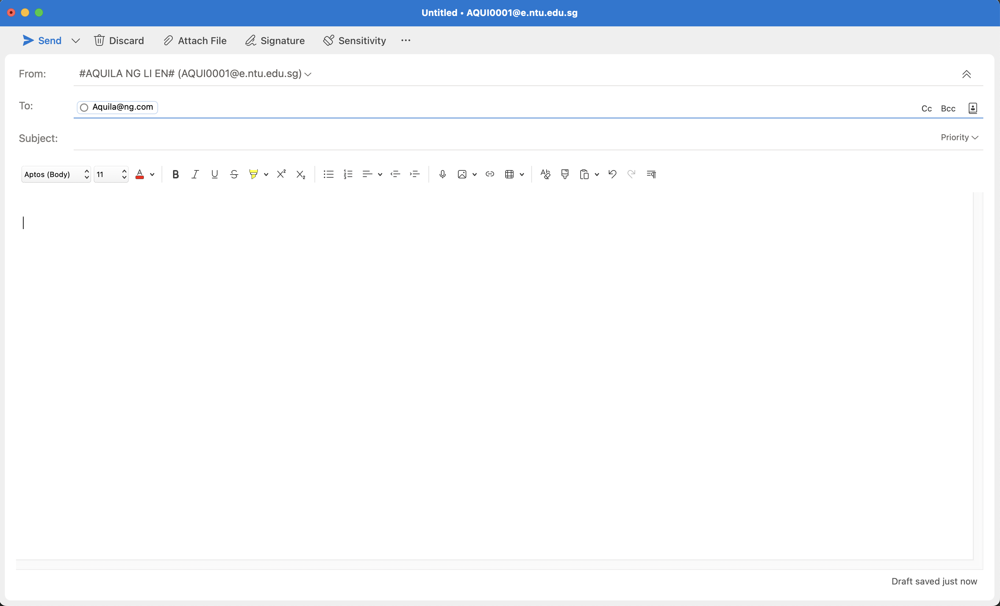 Untitled • AQUI0001@e.ntu.edu.sg
Send Discard Attach File Signature Sensitivity
From: #AQUILA NG LI EN# (AQUI0001@e.ntu.edu.sg)
To: Aquila@ng.com Cc Bcc
Subject: Priority
Aptos (Body) 11
Draft saved just now